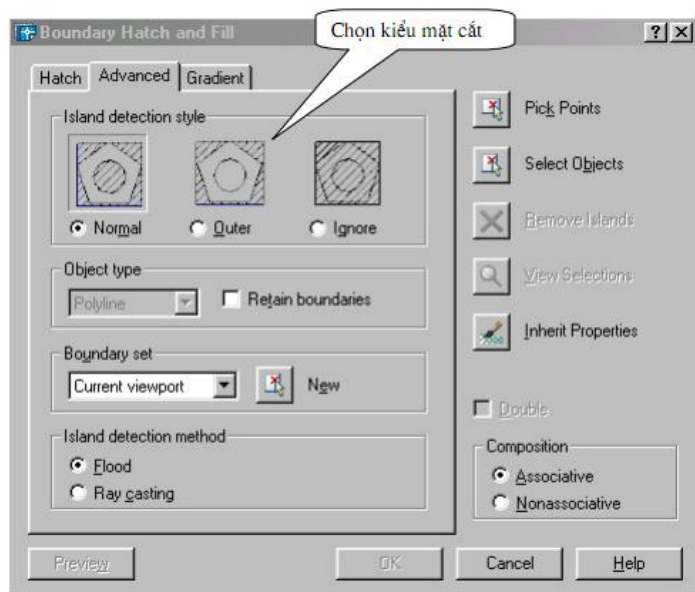 Boundary Hatch and Fill
Chọn kiểu mặt cắt
Hatch
Advanced
Gradient
Island detection style
Normal
Outer
Ignore
Object type
Polyline
Retain boundaries
Boundary set
Current viewport
New
Island detection method
Flood
Ray casting
Pick Points
Select Objects
Remove Islands
View Selections
Inherit Properties
Double
Composition
Associative
Nonassociative
Preview
OK
Cancel
Help